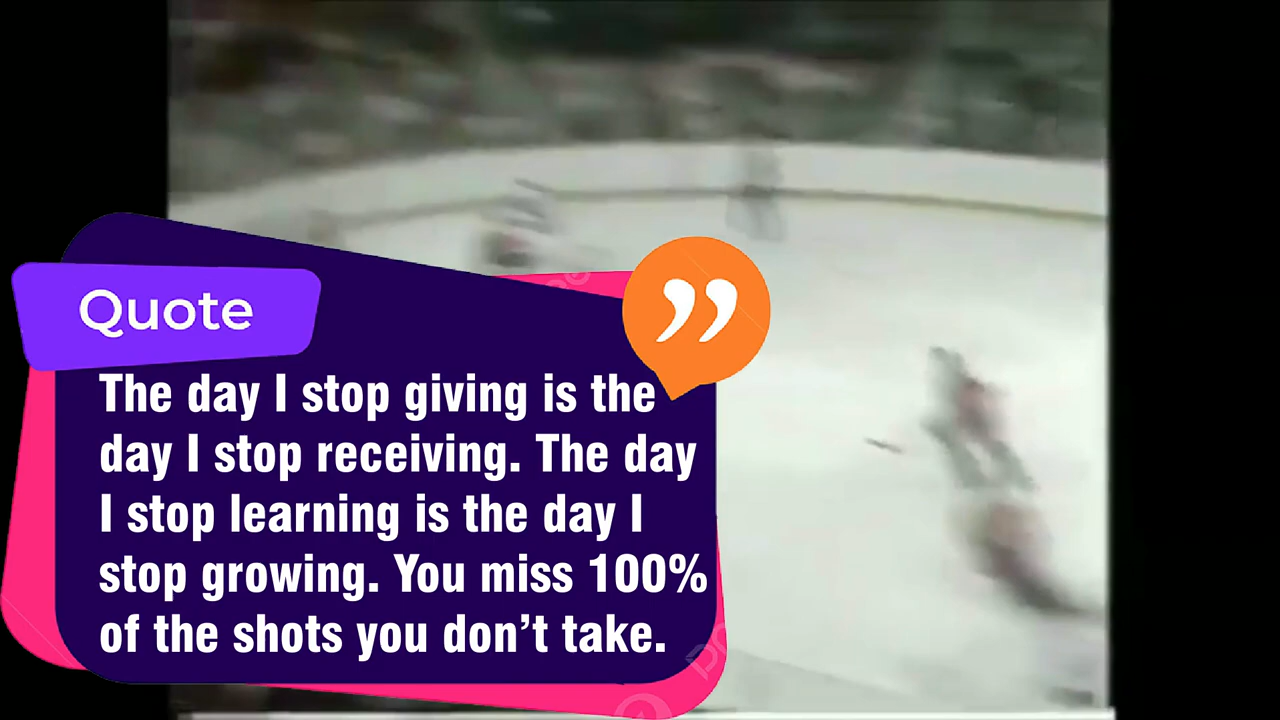 Quote
”
The day I stop giving is the
day I stop receiving. The day
I stop learning is the day I
stop growing. You miss 100%
of the shots you don’t take.